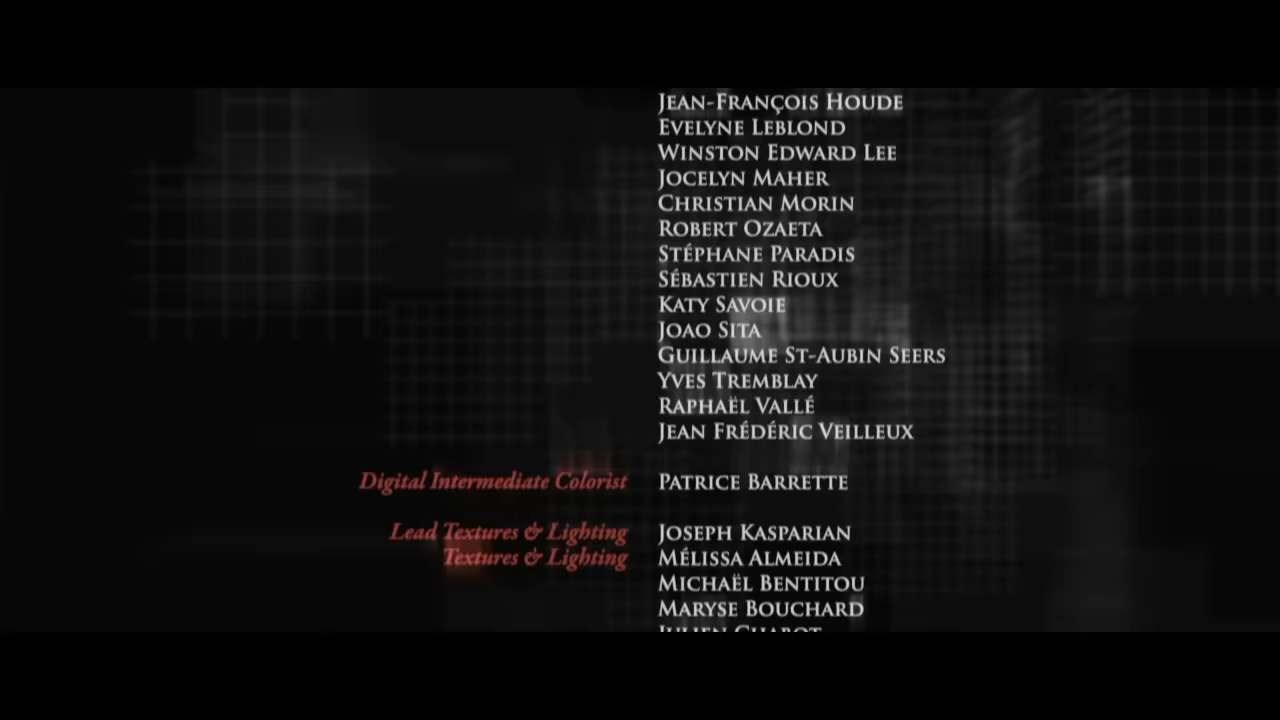 JEAN-FRANÇOIS HOUDE
EVELYNE LEBLOND
WINSTON EDWARD LEE
JOCELYN MAHER
CHRISTIAN MORIN
ROBERT OZAETA
STÉPHANE PARADIS
SÉBASTIEN RIOUX
KATY SAVOIE
JOAO SITA
GUILLAUME ST-AUBIN SEERS
YVES TREMBLAY
RAPHAËL VALLÉ
JEAN FRÉDÉRIC VEILLEUX
Digital Intermediate Colorist PATRICE BARRETTE
Lead Textures & Lighting JOSEPH KASPARIAN
Textures & Lighting MÉLISSA ALMEIDA
MICHAËL BENTITOU
MARYSE BOUCHARD
JULIEN CHABOT